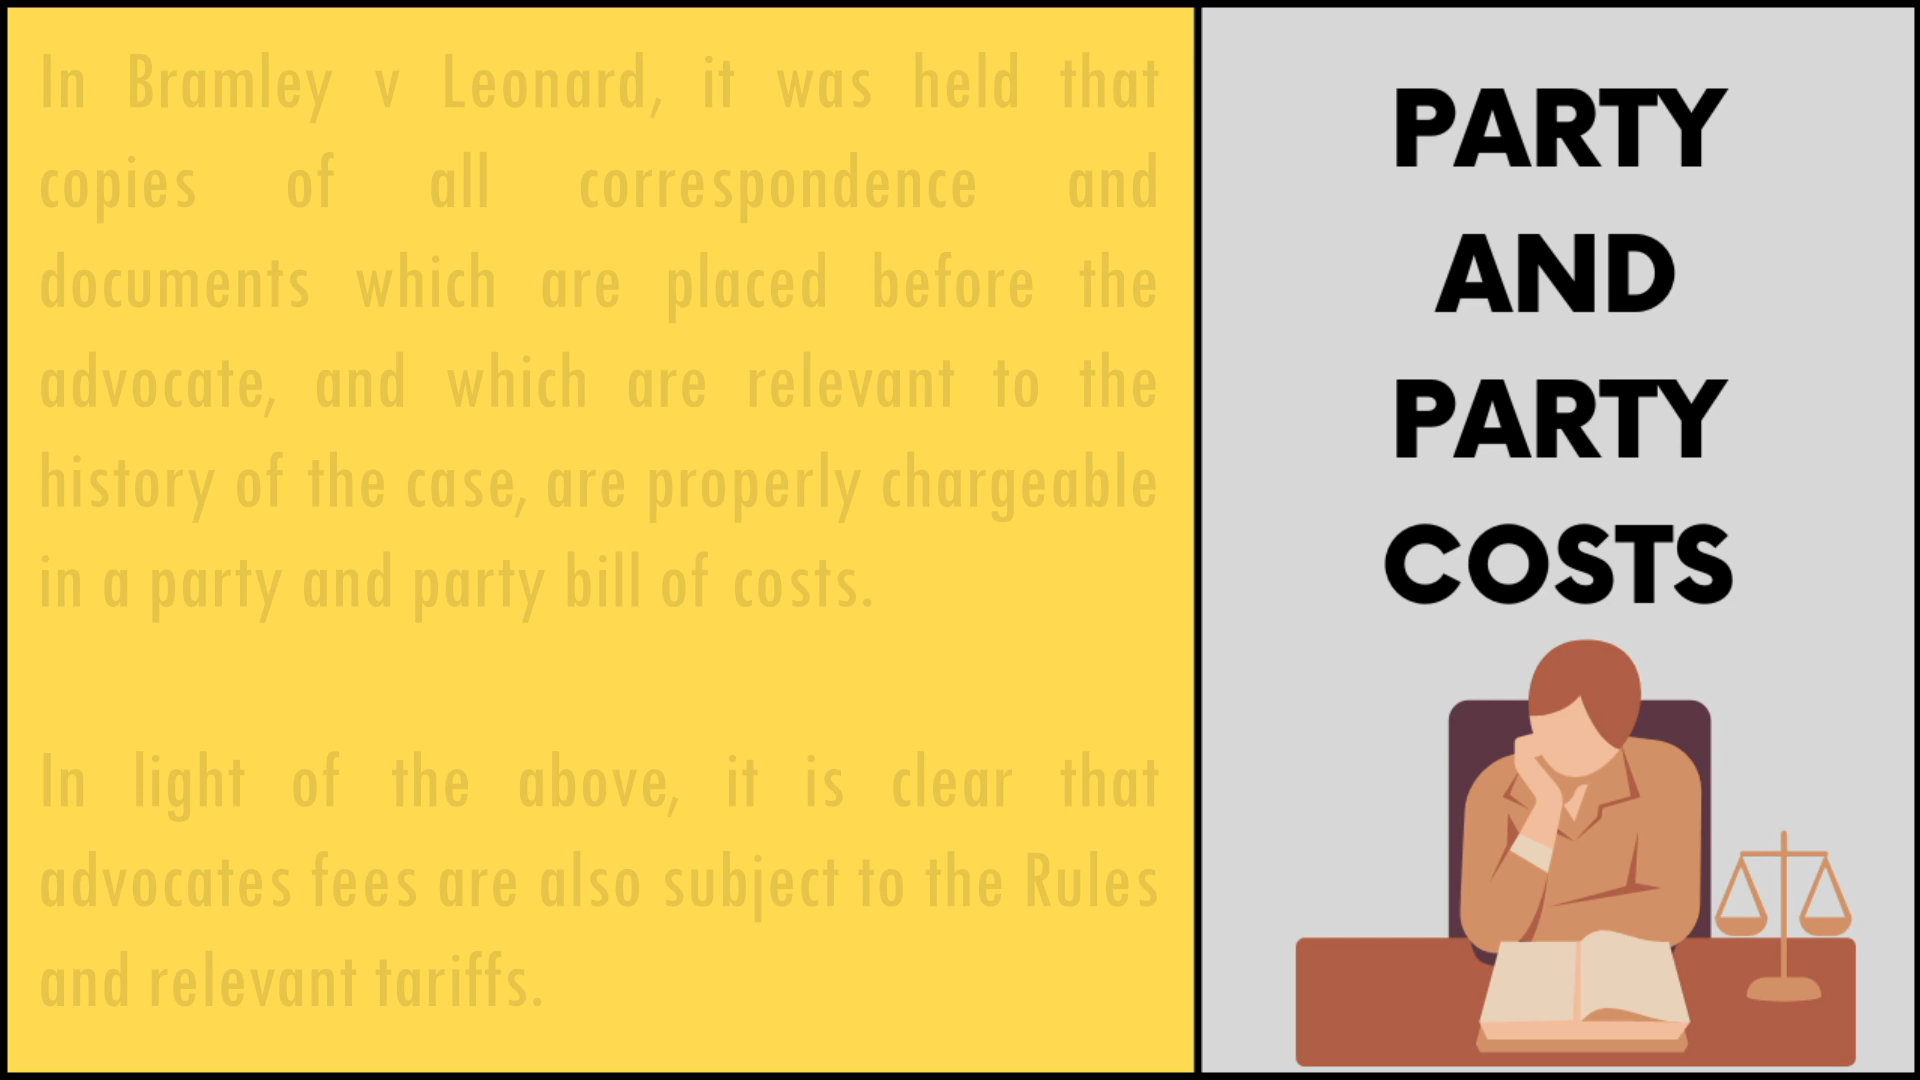 In Bramley v Leonard, it was held that
copies of all correspondence and
documents which are placed before the
advocate, and which are relevant to the
history of the case, are properly chargeable
in a party and party bill of costs.
In light of the above, it is clear that
advocates fees are also subject to the Rules
and relevant tariffs.
PARTY
AND
PARTY
COSTS